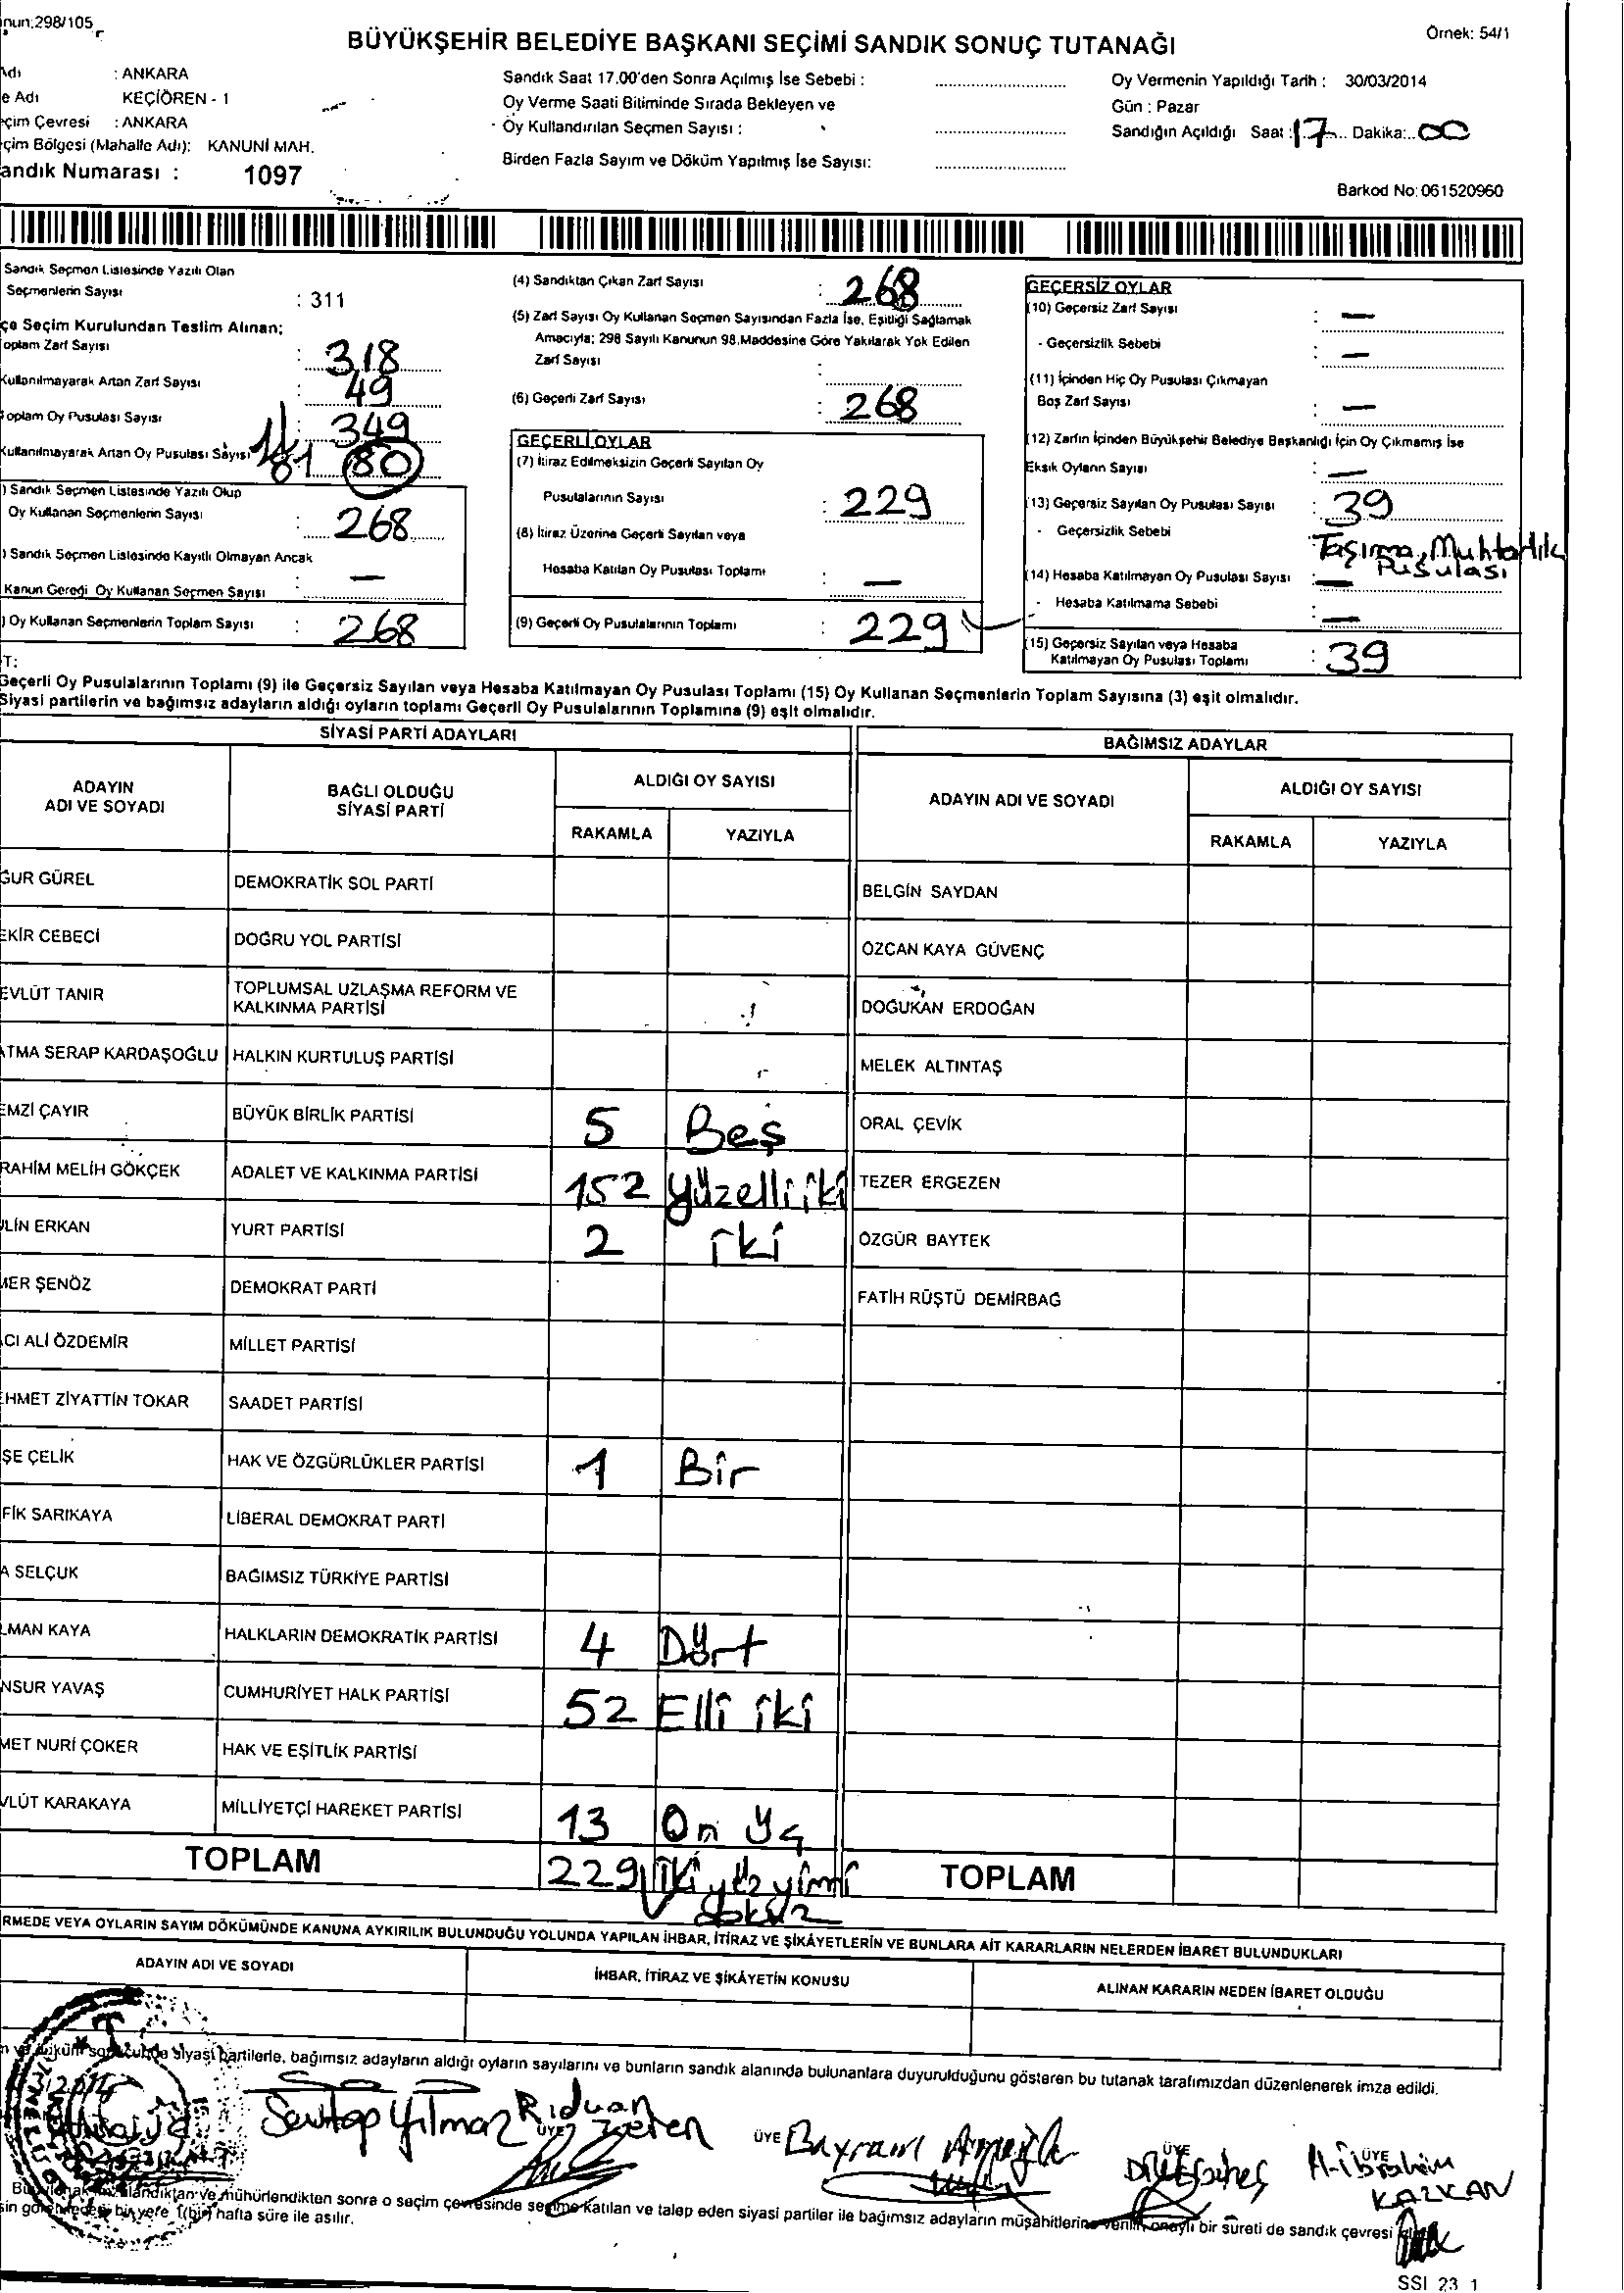 nun:298/105
Örnek: 54/1
BÜYÜKŞEHİR BELEDİYE BAŞKANI SEÇİMİ SANDIK SONUÇ TUTANAĞI
Adı : ANKARA
e Adı KEÇİÖREN - 1
çim Çevresi : ANKARA
çim Bölgesi (Mahalle Adı): KANUNİ MAH.
andık Numarası : 1097
Sandık Saat 17.00'den Sonra Açılmış İse Sebebi :
Oy Verme Saati Bitiminde Sırada Bekleyen ve
Oy Kullandırılan Seçmen Sayısı :
Birden Fazla Sayım ve Döküm Yapılmış İse Sayısı:
Oy Vermenin Yapıldığı Tarih : 30/03/2014
Gün : Pazar
Sandığın Açıldığı Saat : 17 Dakika: 00
Barkod No: 061520960
Sandık Seçmen Listesinde Yazılı Olan
Seçmenlerin Sayısı : 311
çe Seçim Kurulundan Teslim Alınan;
oplam Zarf Sayısı : 318
Kullanılmayarak Artan Zarf Sayısı : 49
oplam Oy Pusulası Sayısı : 349
Kullanılmayarak Artan Oy Pusulası Sayısı 81 80
) Sandık Seçmen Listesinde Yazılı Olup
Oy Kullanan Seçmenlerin Sayısı : 268
) Sandık Seçmen Listesinde Kayıtlı Olmayan Ancak
Kanun Gereği Oy Kullanan Seçmen Sayısı : —
) Oy Kullanan Seçmenlerin Toplam Sayısı : 268
(4) Sandıktan Çıkan Zarf Sayısı : 268
(5) Zarf Sayısı Oy Kullanan Seçmen Sayısından Fazla İse, Eşitliği Sağlamak
Amacıyla; 298 Sayılı Kanunun 98.Maddesine Göre Yakılarak Yok Edilen
Zarf Sayısı :
(6) Geçerli Zarf Sayısı : 268
GEÇERLİ OYLAR
(7) İtiraz Edilmeksizin Geçerli Sayılan Oy
Pusulalarının Sayısı : 229
(8) İtiraz Üzerine Geçerli Sayılan veya
Hesaba Katılan Oy Pusulası Toplamı : —
(9) Geçerli Oy Pusulalarının Toplamı : 229
GEÇERSİZ OYLAR
(10) Geçersiz Zarf Sayısı : —
- Geçersizlik Sebebi : —
(11) İçinden Hiç Oy Pusulası Çıkmayan
Boş Zarf Sayısı : —
(12) Zarfın İçinden Büyükşehir Belediye Başkanlığı İçin Oy Çıkmamış İse
Eksik Oyların Sayısı : —
(13) Geçersiz Sayılan Oy Pusulası Sayısı : 39
- Geçersizlik Sebebi Taşırma, Muhtarlık
Pusulası
(14) Hesaba Katılmayan Oy Pusulası Sayısı : —
- Hesaba Katılmama Sebebi : —
(15) Geçersiz Sayılan veya Hesaba
Katılmayan Oy Pusulası Toplamı : 39
T:
Geçerli Oy Pusulalarının Toplamı (9) ile Geçersiz Sayılan veya Hesaba Katılmayan Oy Pusulası Toplamı (15) Oy Kullanan Seçmenlerin Toplam Sayısına (3) eşit olmalıdır.
Siyasi partilerin ve bağımsız adayların aldığı oyların toplamı Geçerli Oy Pusulalarının Toplamına (9) eşit olmalıdır.
SİYASİ PARTİ ADAYLARI
BAĞIMSIZ ADAYLAR
ADAYIN
ADI VE SOYADI
BAĞLI OLDUĞU
SİYASİ PARTİ
ALDIĞI OY SAYISI
RAKAMLA YAZIYLA
ADAYIN ADI VE SOYADI
ALDIĞI OY SAYISI
RAKAMLA YAZIYLA
ĞUR GÜREL DEMOKRATİK SOL PARTİ BELGİN SAYDAN
EKİR CEBECİ DOĞRU YOL PARTİSİ ÖZCAN KAYA GÜVENÇ
EVLÜT TANIR TOPLUMSAL UZLAŞMA REFORM VE
KALKINMA PARTİSİ DOĞUKAN ERDOĞAN
ATMA SERAP KARDAŞOĞLU HALKIN KURTULUŞ PARTİSİ MELEK ALTINTAŞ
EMZİ ÇAYIR BÜYÜK BİRLİK PARTİSİ 5 Beş ORAL ÇEVİK
RAHİM MELİH GÖKÇEK ADALET VE KALKINMA PARTİSİ 152 yüzelliiki TEZER ERGEZEN
JLİN ERKAN YURT PARTİSİ 2 iki ÖZGÜR BAYTEK
MER ŞENÖZ DEMOKRAT PARTİ FATİH RÜŞTÜ DEMİRBAĞ
ACI ALİ ÖZDEMİR MİLLET PARTİSİ
EHMET ZİYATTİN TOKAR SAADET PARTİSİ
ŞE ÇELİK HAK VE ÖZGÜRLÜKLER PARTİSİ 1 Bir
FİK SARIKAYA LİBERAL DEMOKRAT PARTİ
A SELÇUK BAĞIMSIZ TÜRKİYE PARTİSİ
LMAN KAYA HALKLARIN DEMOKRATİK PARTİSİ 4 Dört
NSUR YAVAŞ CUMHURİYET HALK PARTİSİ 52 Elli iki
MET NURİ ÇOKER HAK VE EŞİTLİK PARTİSİ
VLÜT KARAKAYA MİLLİYETÇİ HAREKET PARTİSİ 13 On üç
TOPLAM 229 ikiyüzyirmi
dokuz
TOPLAM
RMEDE VEYA OYLARIN SAYIM DÖKÜMÜNDE KANUNA AYKIRILIK BULUNDUĞU YOLUNDA YAPILAN İHBAR, İTİRAZ VE ŞİKÂYETLERİN VE BUNLARA AİT KARARLARIN NELERDEN İBARET BULUNDUKLARI
ADAYIN ADI VE SOYADI İHBAR, İTİRAZ VE ŞİKÂYETİN KONUSU ALINAN KARARIN NEDEN İBARET OLDUĞU
siyasi partilerle, bağımsız adayların aldığı oyların sayılarını ve bunların sandık alanında bulunanlara duyurulduğunu gösteren bu tutanak tarafımızdan düzenlenerek imza edildi.
Sevtap Yılmaz Rıduan
ÜYE ÜYE Bayram ÜYE ÜYE
H-İbrahim
KALKAN
mühürlendikten sonra o seçim çevresinde seçime katılan ve talep eden siyasi partiler ile bağımsız adayların müşahitlerine verilir, onaylı bir sureti de sandık çevresi
bir yere 1(bir) hafta süre ile asılır.
SSI 23 1